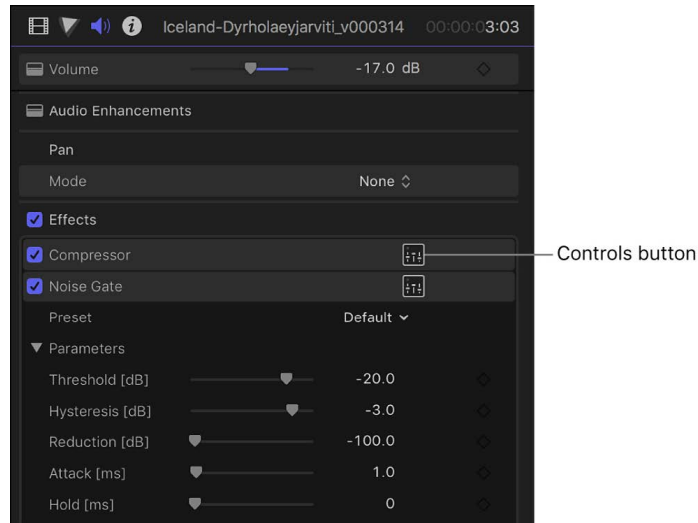 Iceland-Dyrholaeyjarviti_v000314 00:00:03:03
Volume -17.0 dB
Audio Enhancements
Pan
Mode None
Effects
Compressor
Controls button
Noise Gate
Preset Default
Parameters
Threshold [dB] -20.0
Hysteresis [dB] -3.0
Reduction [dB] -100.0
Attack [ms] 1.0
Hold [ms] 0